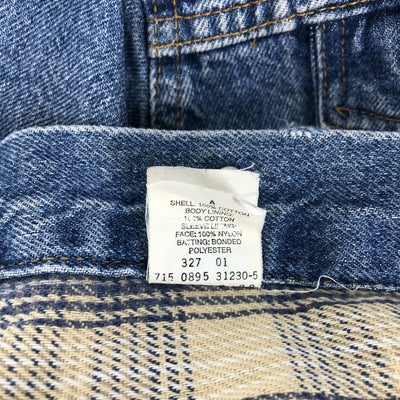 A
SHELL: 100% COTTON
BODY LINING:
100% COTTON
SLEEVE LINING:
FACE: 100% NYLON
BATTING: BONDED
POLYESTER
327 01
715 0895 31230-5